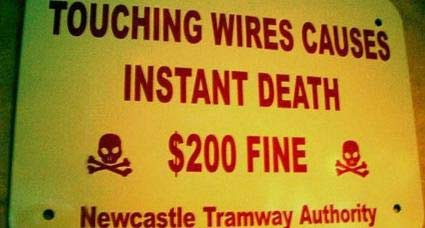 TOUCHING WIRES CAUSES
INSTANT DEATH
$200 FINE
Newcastle Tramway Authority